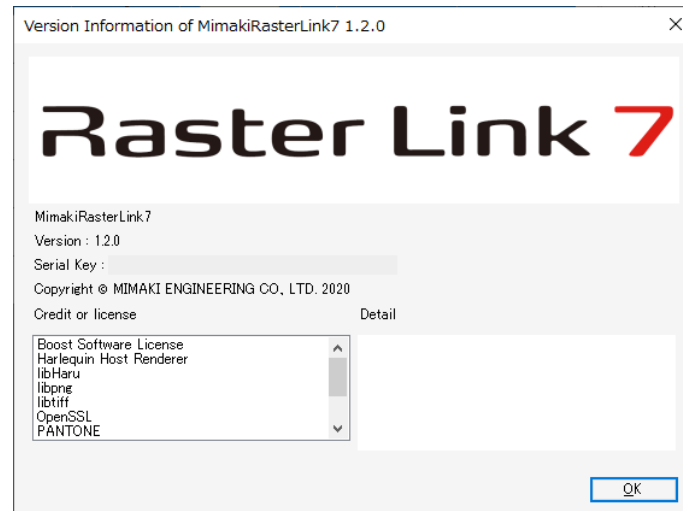 Version Information of MimakiRasterLink7 1.2.0
Raster Link 7
MimakiRasterLink7
Version : 1.2.0
Serial Key :
Copyright © MIMAKI ENGINEERING CO., LTD. 2020
Credit or license
Detail
Boost Software License
Harlequin Host Renderer
libHaru
libpng
libtiff
OpenSSL
PANTONE
OK